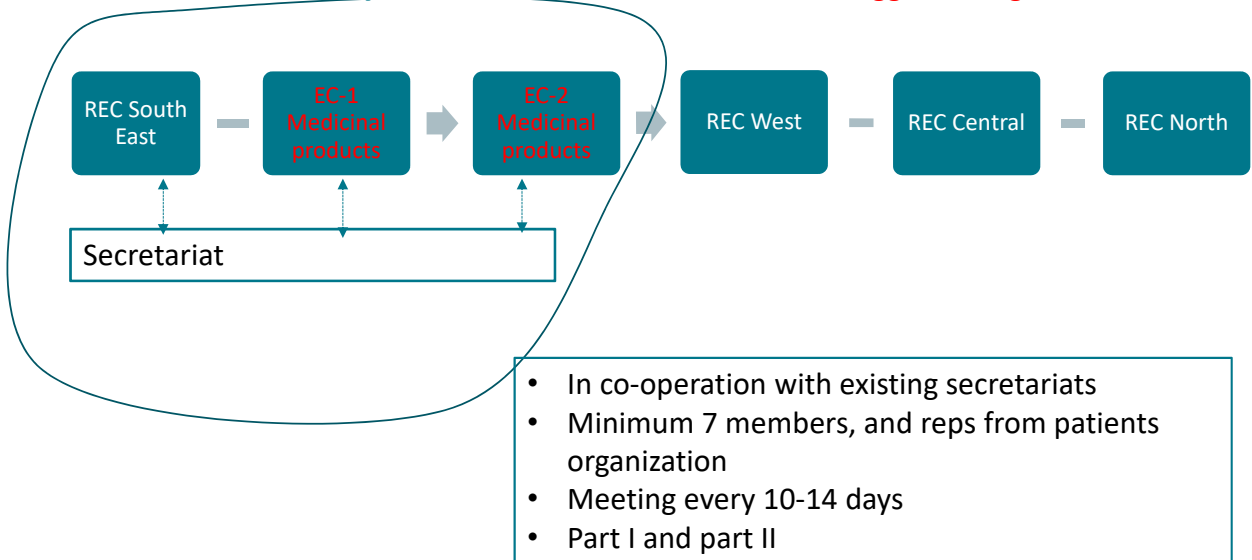 REC South
East
EC-1
Medicinal
products
EC-2
Medicinal
products
REC West
REC Central
REC North
Secretariat
• In co-operation with existing secretariats
• Minimum 7 members, and reps from patients
organization
• Meeting every 10-14 days
• Part I and part II